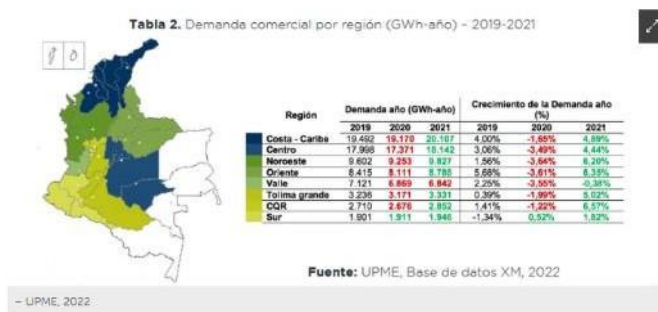 Tabla 2. Demanda comercial por región (GWh-año) - 2019-2021
Región Demanda año (GWh-año) Crecimiento de la Demanda año (%)
2019 2020 2021 2019 2020 2021
Costa - Caribe 19.492 19.170 20.107 4,00% -1,65% 4,89%
Centro 17.998 17.371 18.142 3,06% -3,49% 4,44%
Noroeste 9.602 9.253 9.827 1,56% -3,64% 6,20%
Oriente 8.415 8.111 8.788 5,68% -3,61% 8,35%
Valle 7.121 6.869 6.842 2,25% -3,55% -0,38%
Tolima grande 3.236 3.171 3.331 0,39% -1,99% 5,02%
CQR 2.710 2.676 2.852 1,41% -1,22% 6,57%
Sur 1.901 1.911 1.946 -1,34% 0,52% 1,82%
Fuente: UPME, Base de datos XM, 2022
– UPME, 2022